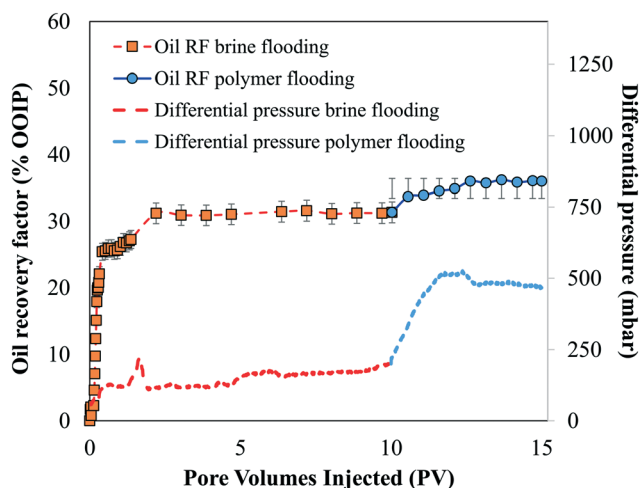 60
50
40
30
20
10
0
Oil recovery factor (% OOIP)
Oil RF brine flooding
Oil RF polymer flooding
Differential pressure brine flooding
Differential pressure polymer flooding
1250
1000
750
500
250
0
Differential pressure (mbar)
0
5
10
15
Pore Volumes Injected (PV)